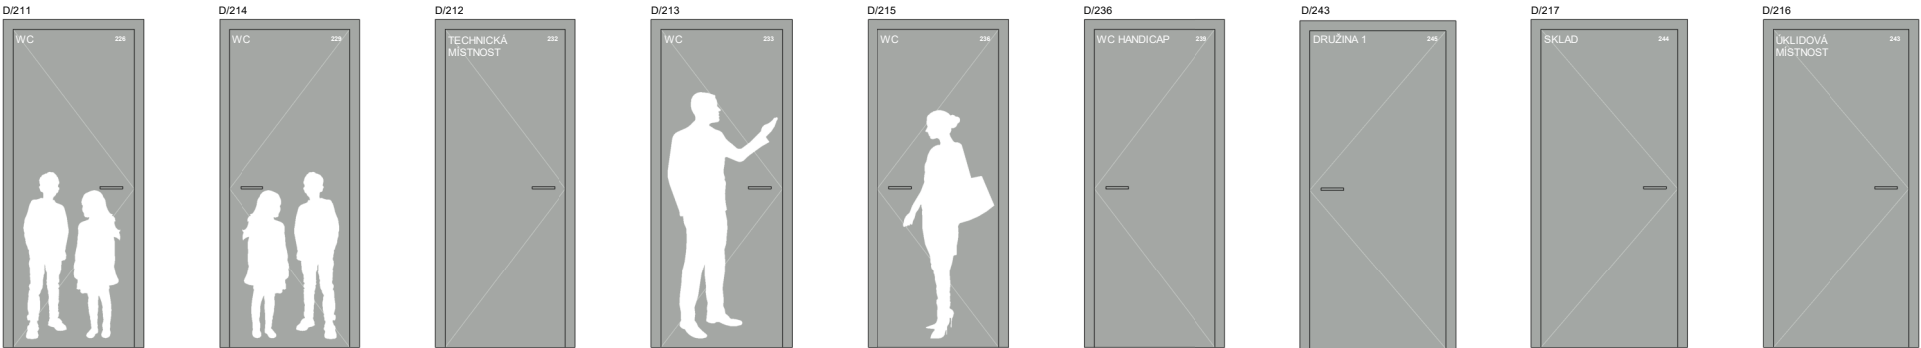 D/211
D/214
D/212
D/213
D/215
D/236
D/243
D/217
D/216
WC 226
WC 229
TECHNICKÁ 232
MÍSTNOST
WC 233
WC 236
WC HANDICAP 239
DRUŽINA 1 245
SKLAD 244
ÚKLIDOVÁ 243
MÍSTNOST